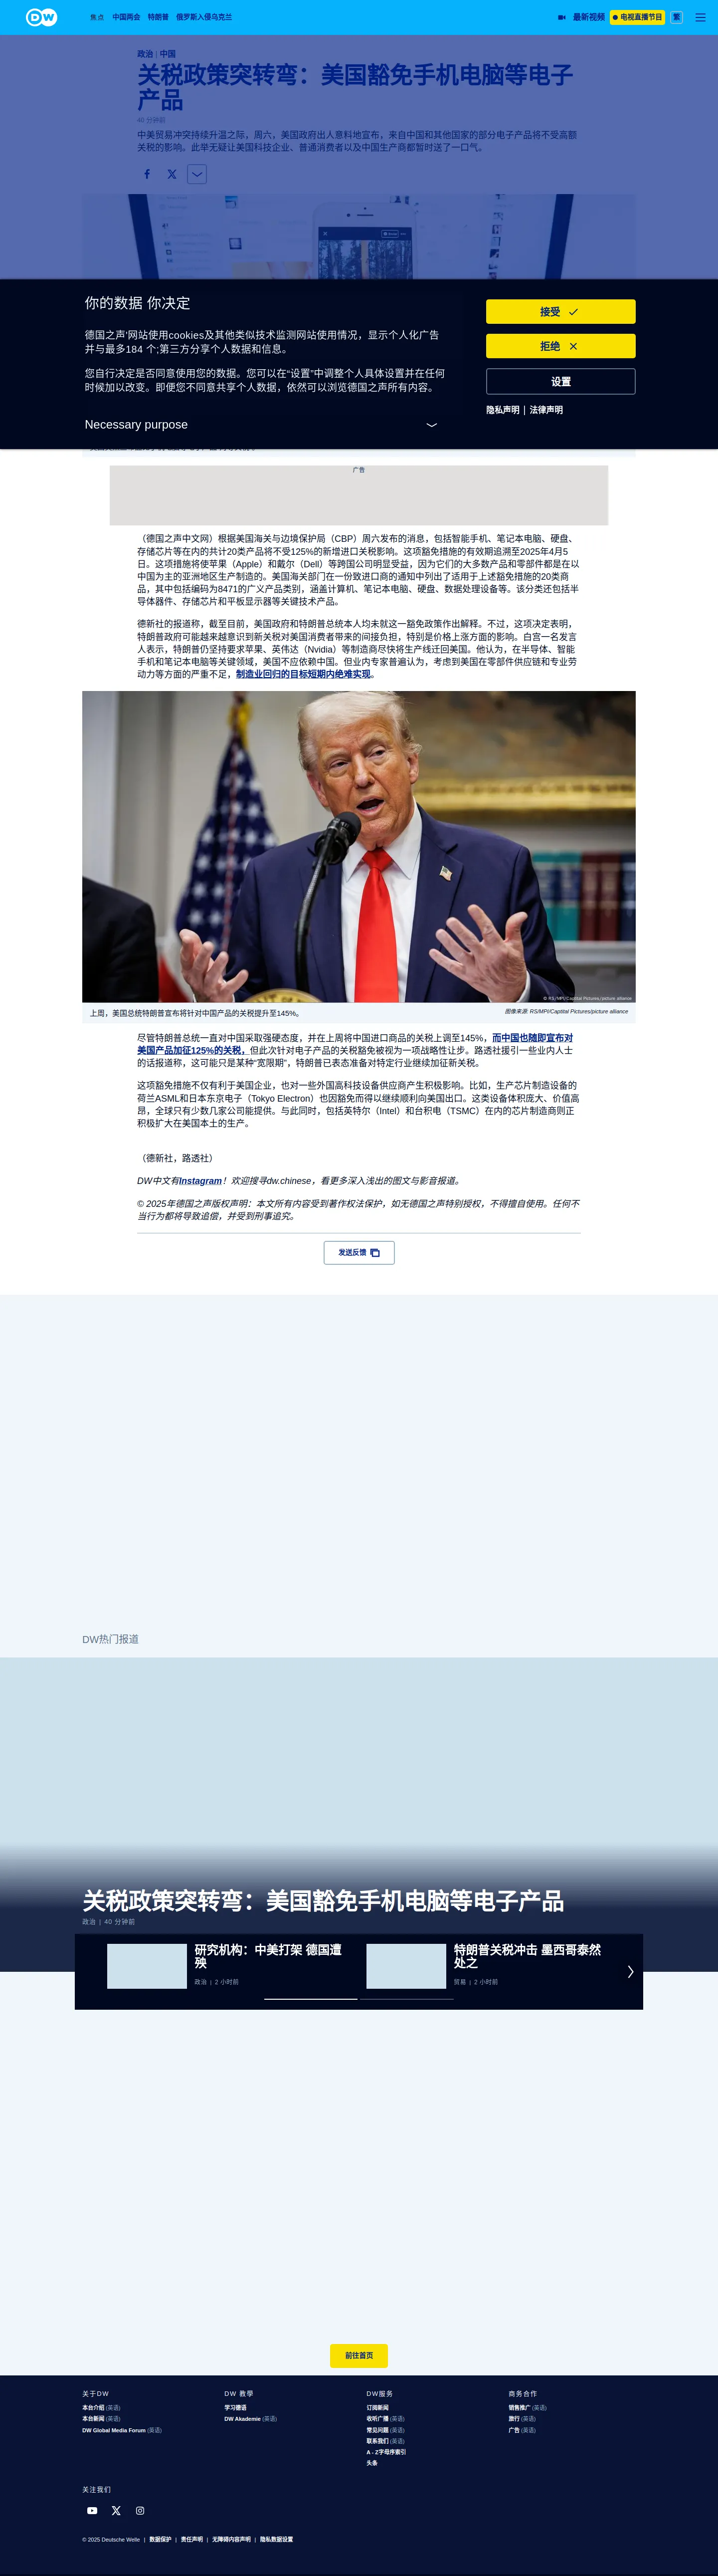 DW
焦点 中国两会 特朗普 俄罗斯入侵乌克兰
最新视频 电视直播节目 繁
政治 | 中国
关税政策突转弯：美国豁免手机电脑等电子
产品
40 分钟前
中美贸易冲突持续升温之际，周六，美国政府出人意料地宣布，来自中国和其他国家的部分电子产品将不受高额
关税的影响。此举无疑让美国科技企业、普通消费者以及中国生产商都暂时送了一口气。
你的数据 你决定
德国之声'网站使用cookies及其他类似技术监测网站使用情况，显示个人化广告
并与最多184 个;第三方分享个人数据和信息。
您自行决定是否同意使用您的数据。您可以在“设置”中调整个人具体设置并在任何
时候加以改变。即便您不同意共享个人数据，依然可以浏览德国之声所有内容。
Necessary purpose
接受
拒绝
设置
隐私声明 | 法律声明
广告
（德国之声中文网）根据美国海关与边境保护局（CBP）周六发布的消息，包括智能手机、笔记本电脑、硬盘、
存储芯片等在内的共计20类产品将不受125%的新增进口关税影响。这项豁免措施的有效期追溯至2025年4月5
日。这项措施将使苹果（Apple）和戴尔（Dell）等跨国公司明显受益，因为它们的大多数产品和零部件都是在以
中国为主的亚洲地区生产制造的。美国海关部门在一份致进口商的通知中列出了适用于上述豁免措施的20类商
品，其中包括编码为8471的广义产品类别，涵盖计算机、笔记本电脑、硬盘、数据处理设备等。该分类还包括半
导体器件、存储芯片和平板显示器等关键技术产品。
德新社的报道称，截至目前，美国政府和特朗普总统本人均未就这一豁免政策作出解释。不过，这项决定表明，
特朗普政府可能越来越意识到新关税对美国消费者带来的间接负担，特别是价格上涨方面的影响。白宫一名发言
人表示，特朗普仍坚持要求苹果、英伟达（Nvidia）等制造商尽快将生产线迁回美国。他认为，在半导体、智能
手机和笔记本电脑等关键领域，美国不应依赖中国。但业内专家普遍认为，考虑到美国在零部件供应链和专业劳
动力等方面的严重不足，制造业回归的目标短期内绝难实现。
© RS/MPI/Captital Pictures/picture alliance
上周，美国总统特朗普宣布将针对中国产品的关税提升至145%。
图像来源: RS/MPI/Captital Pictures/picture alliance
尽管特朗普总统一直对中国采取强硬态度，并在上周将中国进口商品的关税上调至145%，而中国也随即宣布对
美国产品加征125%的关税，但此次针对电子产品的关税豁免被视为一项战略性让步。路透社援引一些业内人士
的话报道称，这可能只是某种“宽限期”，特朗普已表态准备对特定行业继续加征新关税。
这项豁免措施不仅有利于美国企业，也对一些外国高科技设备供应商产生积极影响。比如，生产芯片制造设备的
荷兰ASML和日本东京电子（Tokyo Electron）也因豁免而得以继续顺利向美国出口。这类设备体积庞大、价值高
昂，全球只有少数几家公司能提供。与此同时，包括英特尔（Intel）和台积电（TSMC）在内的芯片制造商则正
积极扩大在美国本土的生产。
（德新社，路透社）
DW中文有Instagram！欢迎搜寻dw.chinese，看更多深入浅出的图文与影音报道。
© 2025年德国之声版权声明：本文所有内容受到著作权法保护，如无德国之声特别授权，不得擅自使用。任何不
当行为都将导致追偿，并受到刑事追究。
发送反馈
DW热门报道
关税政策突转弯：美国豁免手机电脑等电子产品
政治 | 40 分钟前
研究机构：中美打架 德国遭
殃
政治 | 2 小时前
特朗普关税冲击 墨西哥泰然
处之
贸易 | 2 小时前
前往首页
关于DW
本台介绍 (英语)
本台新闻 (英语)
DW Global Media Forum (英语)
DW 教學
学习德语
DW Akademie (英语)
DW服务
订阅新闻
收听广播 (英语)
常见问题 (英语)
联系我们 (英语)
A - Z字母序索引
头条
商务合作
销售推广 (英语)
旅行 (英语)
广告 (英语)
关注我们
© 2025 Deutsche Welle | 数据保护 | 责任声明 | 无障碍内容声明 | 隐私数据设置